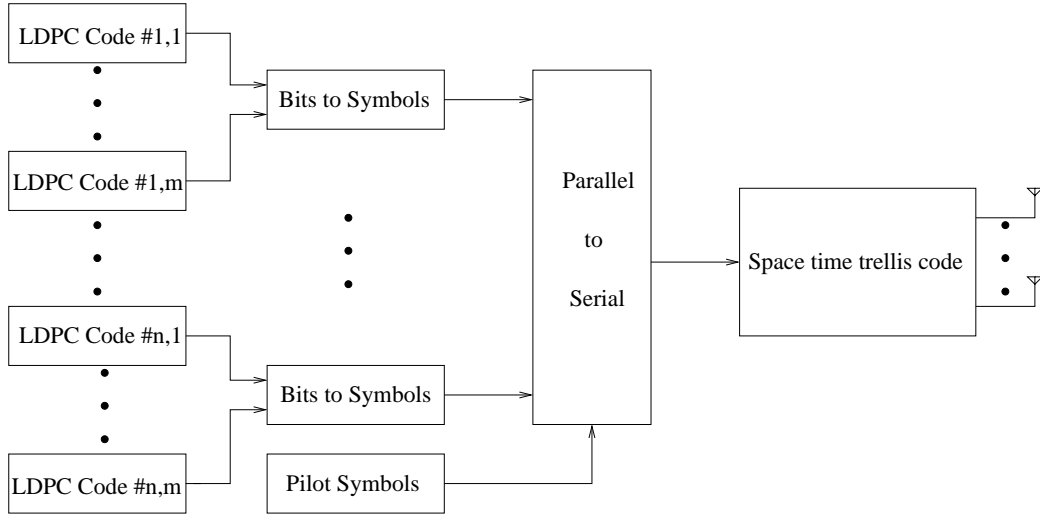 LDPC Code #1,1
Bits to Symbols
LDPC Code #1,m
Parallel
to
Serial
Space time trellis code
LDPC Code #n,1
Bits to Symbols
LDPC Code #n,m
Pilot Symbols